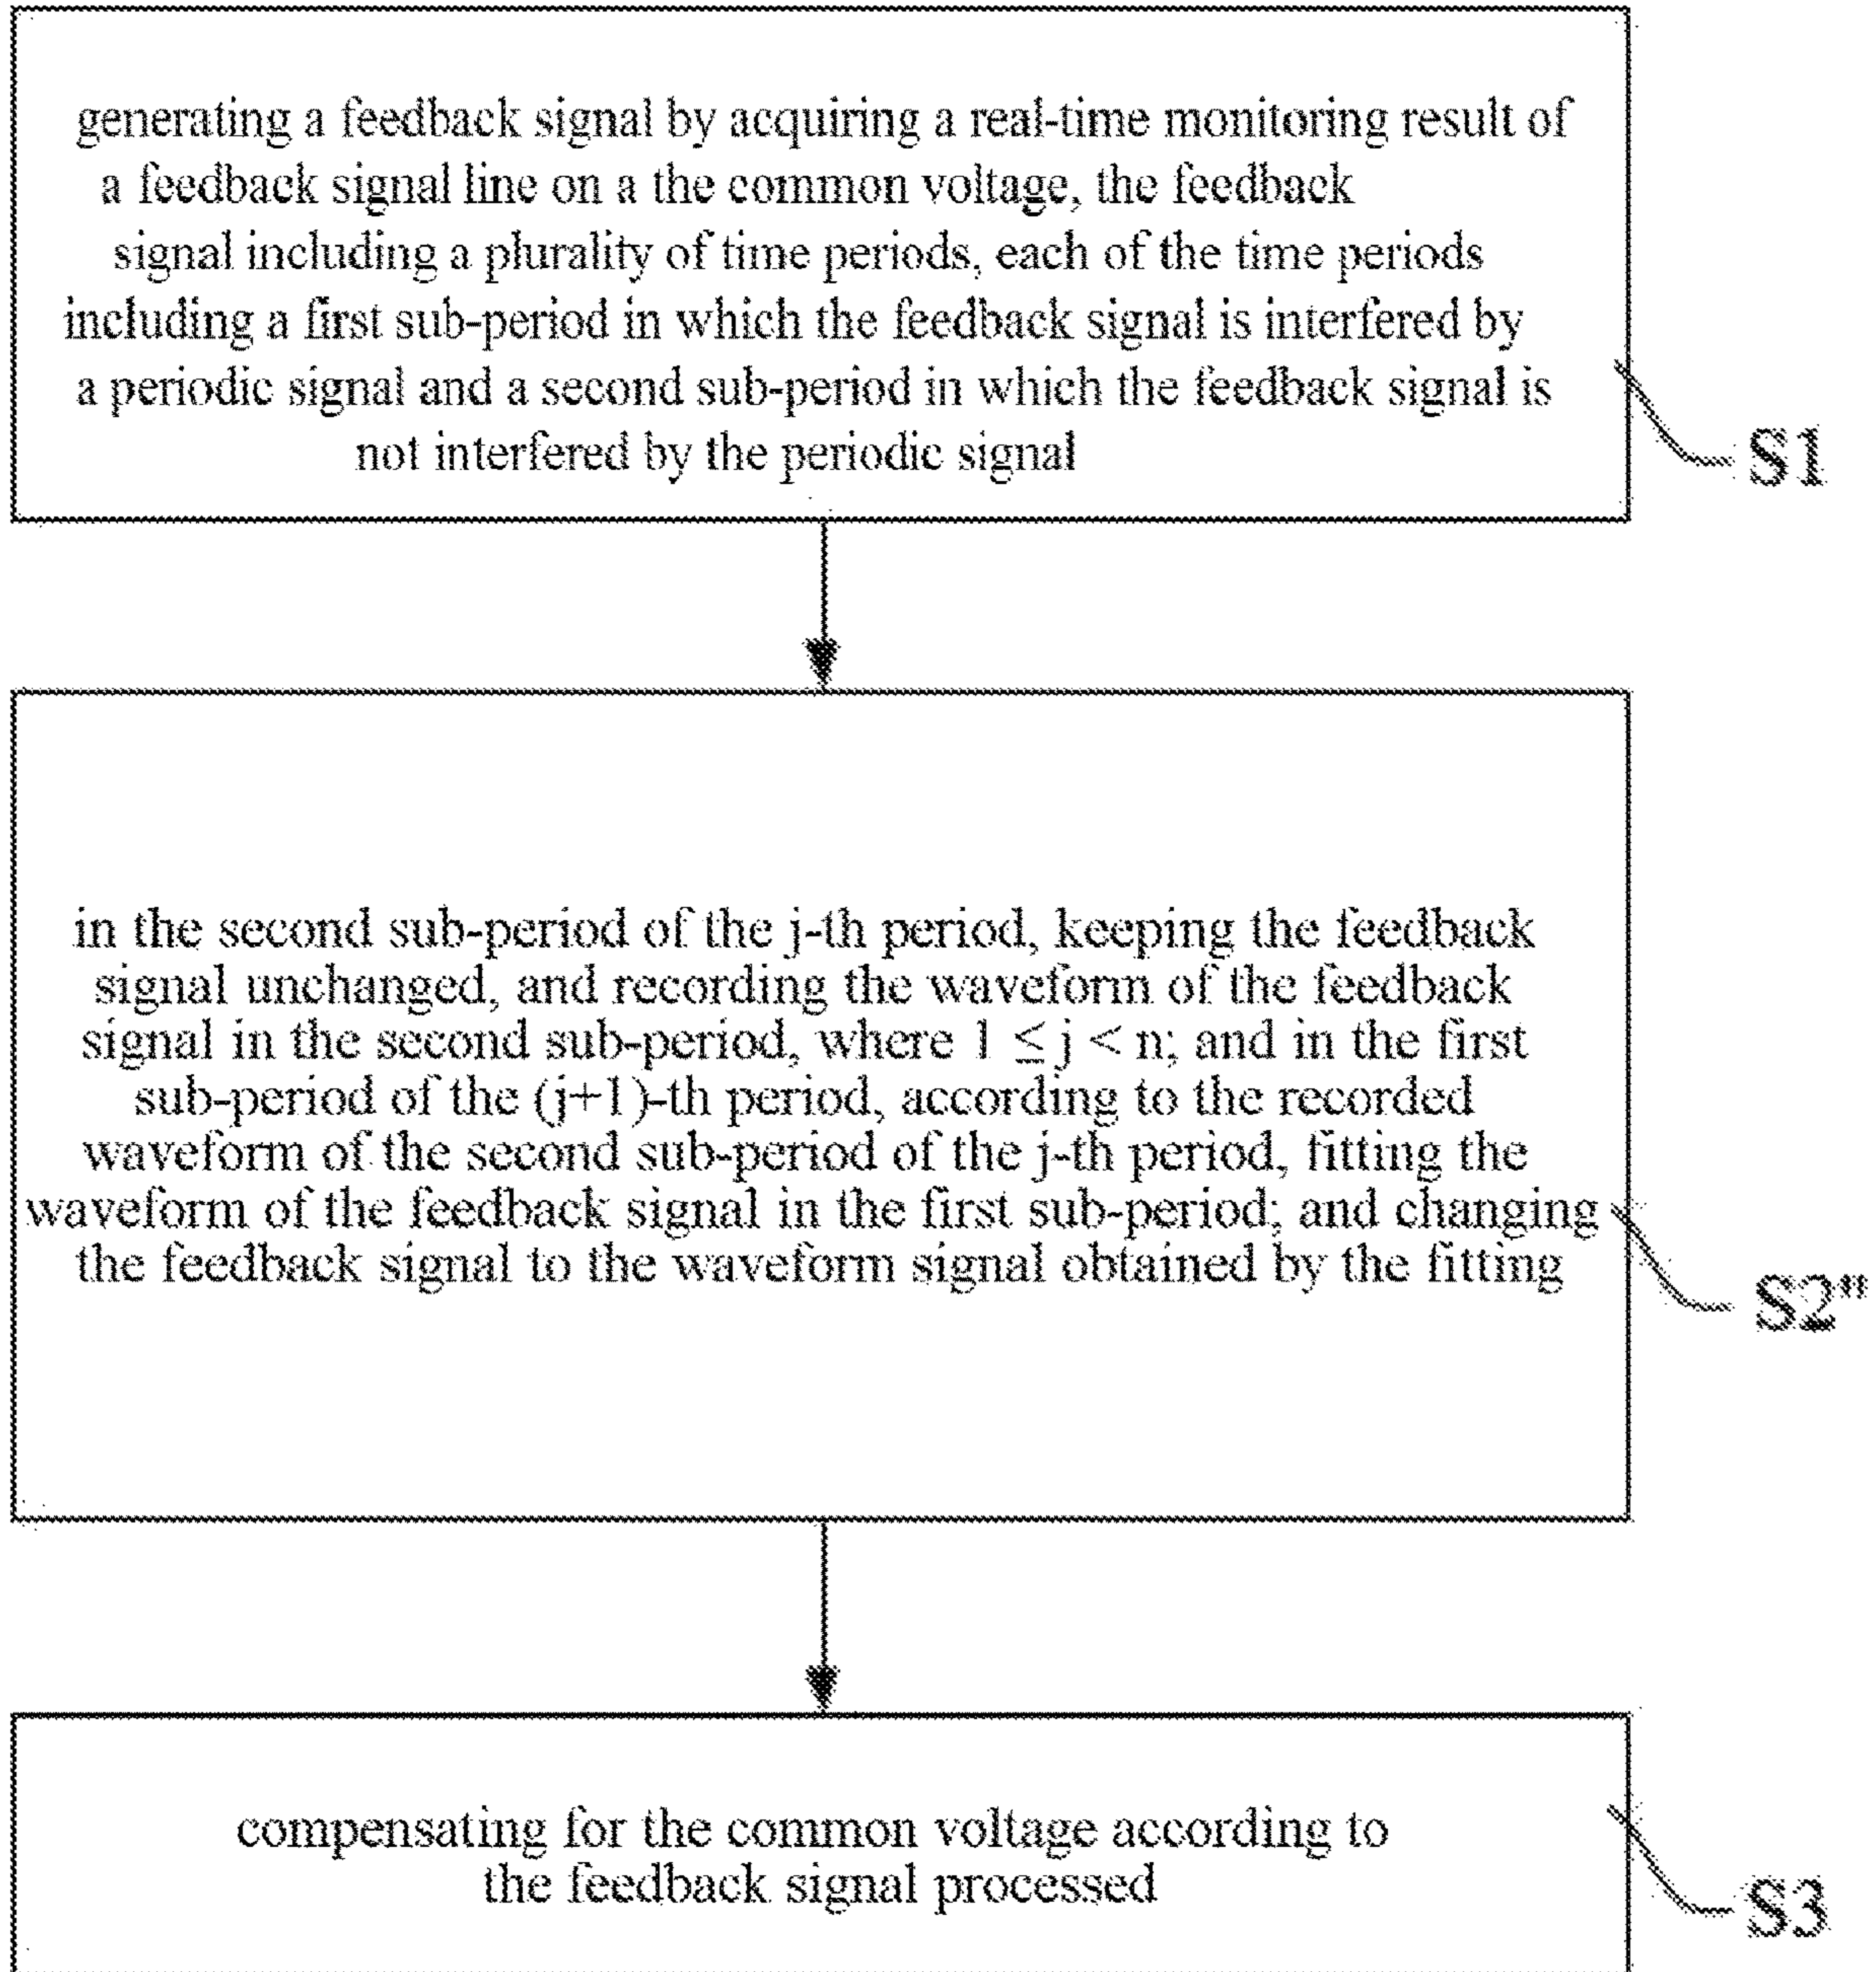 generating a feedback signal by acquiring a real-time monitoring result of
a feedback signal line on a the common voltage, the feedback
signal including a plurality of time periods, each of the time periods
including a first sub-period in which the feedback signal is interfered by
a periodic signal and a second sub-period in which the feedback signal is
not interfered by the periodic signal
S1
in the second sub-period of the j-th period, keeping the feedback
signal unchanged, and recording the waveform of the feedback
signal in the second sub-period, where 1 ≤ j < n; and in the first
sub-period of the (j+1)-th period, according to the recorded
waveform of the second sub-period of the j-th period, fitting the
waveform of the feedback signal in the first sub-period; and changing
the feedback signal to the waveform signal obtained by the fitting
S2"
compensating for the common voltage according to
the feedback signal processed
S3